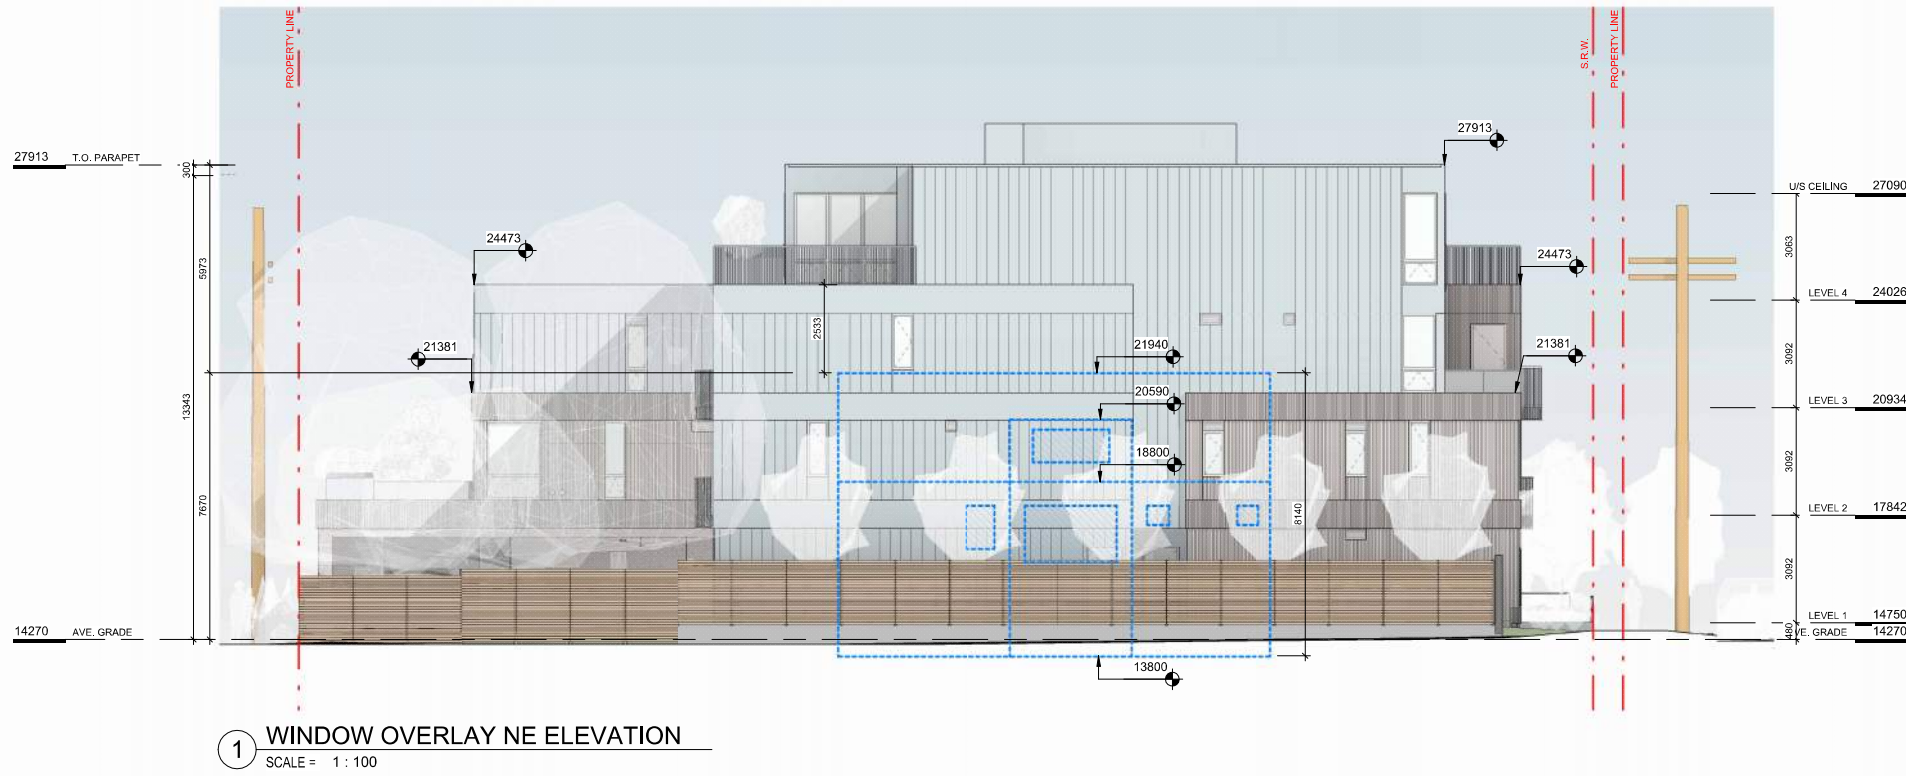 PROPERTY LINE
S.R.W.
PROPERTY LINE
27913
27913 T.O. PARAPET
300
U/S CEILING 27090
24473
24473
5973
3063
LEVEL 4 24026
2533
21381
21940
21381
3092
13343
20590
LEVEL 3 20934
18800
3092
7670
8140
LEVEL 2 17842
3092
LEVEL 1 14750
14270 AVE. GRADE
480
VE. GRADE 14270
13800
1 WINDOW OVERLAY NE ELEVATION
SCALE = 1 : 100